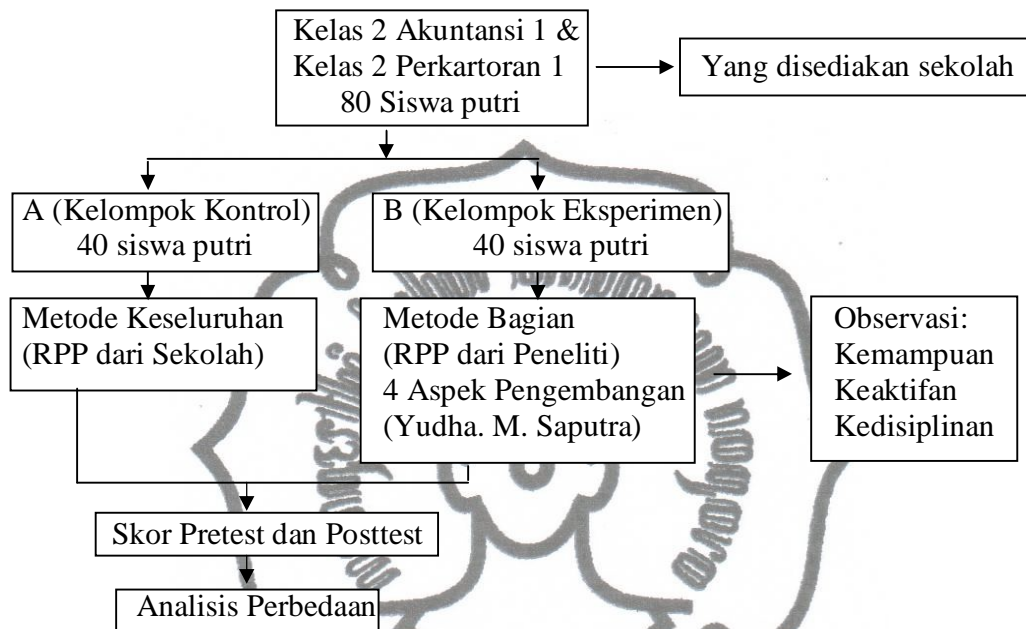 Kelas 2 Akuntansi 1 &
Kelas 2 Perkartoran 1
80 Siswa putri
Yang disediakan sekolah
A (Kelompok Kontrol)
40 siswa putri
B (Kelompok Eksperimen)
40 siswa putri
Metode Keseluruhan
(RPP dari Sekolah)
Metode Bagian
(RPP dari Peneliti)
4 Aspek Pengembangan
(Yudha. M. Saputra)
Observasi:
Kemampuan
Keaktifan
Kedisiplinan
Skor Pretest dan Posttest
Analisis Perbedaan